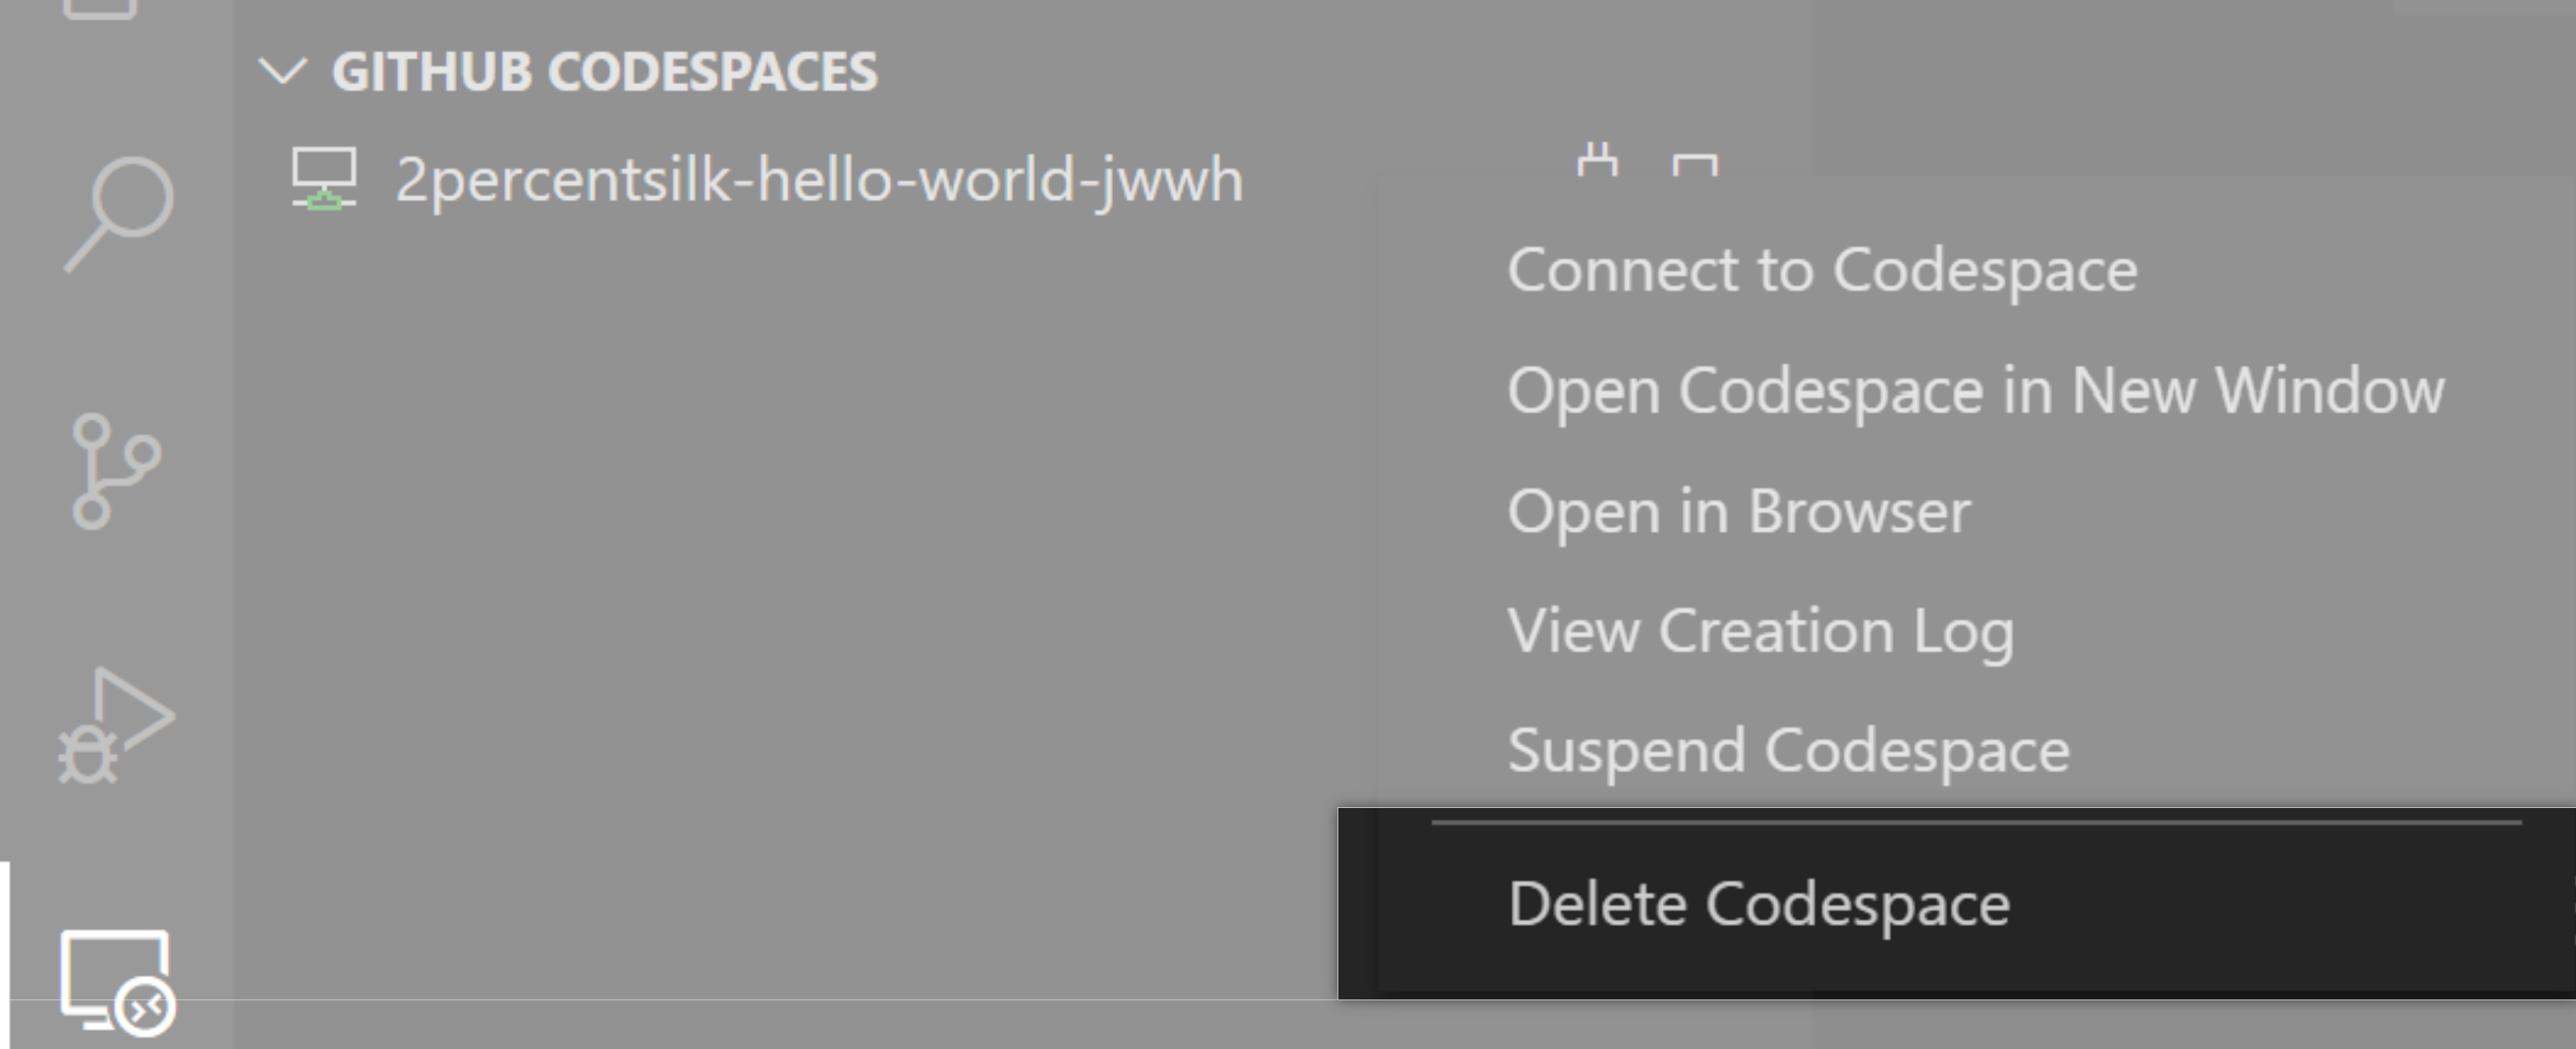 GITHUB CODESPACES
2percentsilk-hello-world-jwwh
Connect to Codespace
Open Codespace in New Window
Open in Browser
View Creation Log
Suspend Codespace
Delete Codespace